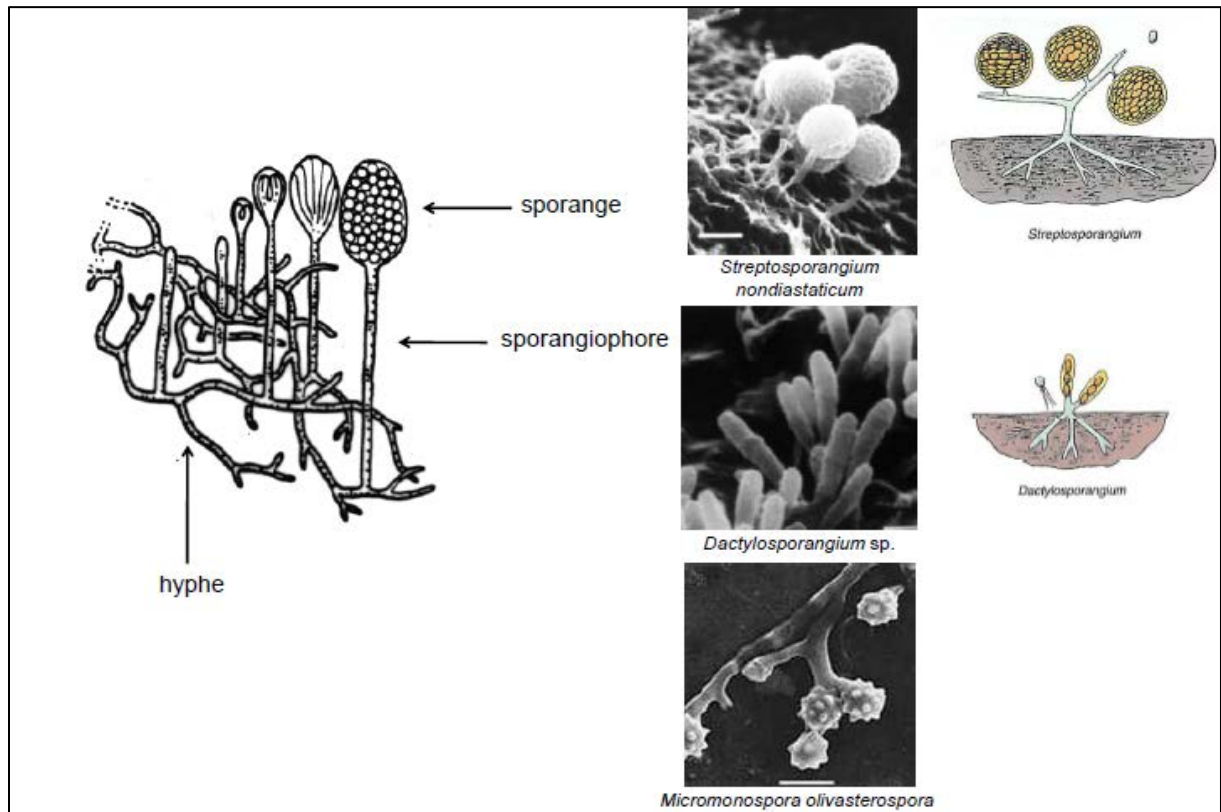 sporange
sporangiophore
hyphe
Streptosporangium
nondiastaticum
Streptosporangium
Dactylosporangium sp.
Dactylosporangium
Micromonospora olivasterospora